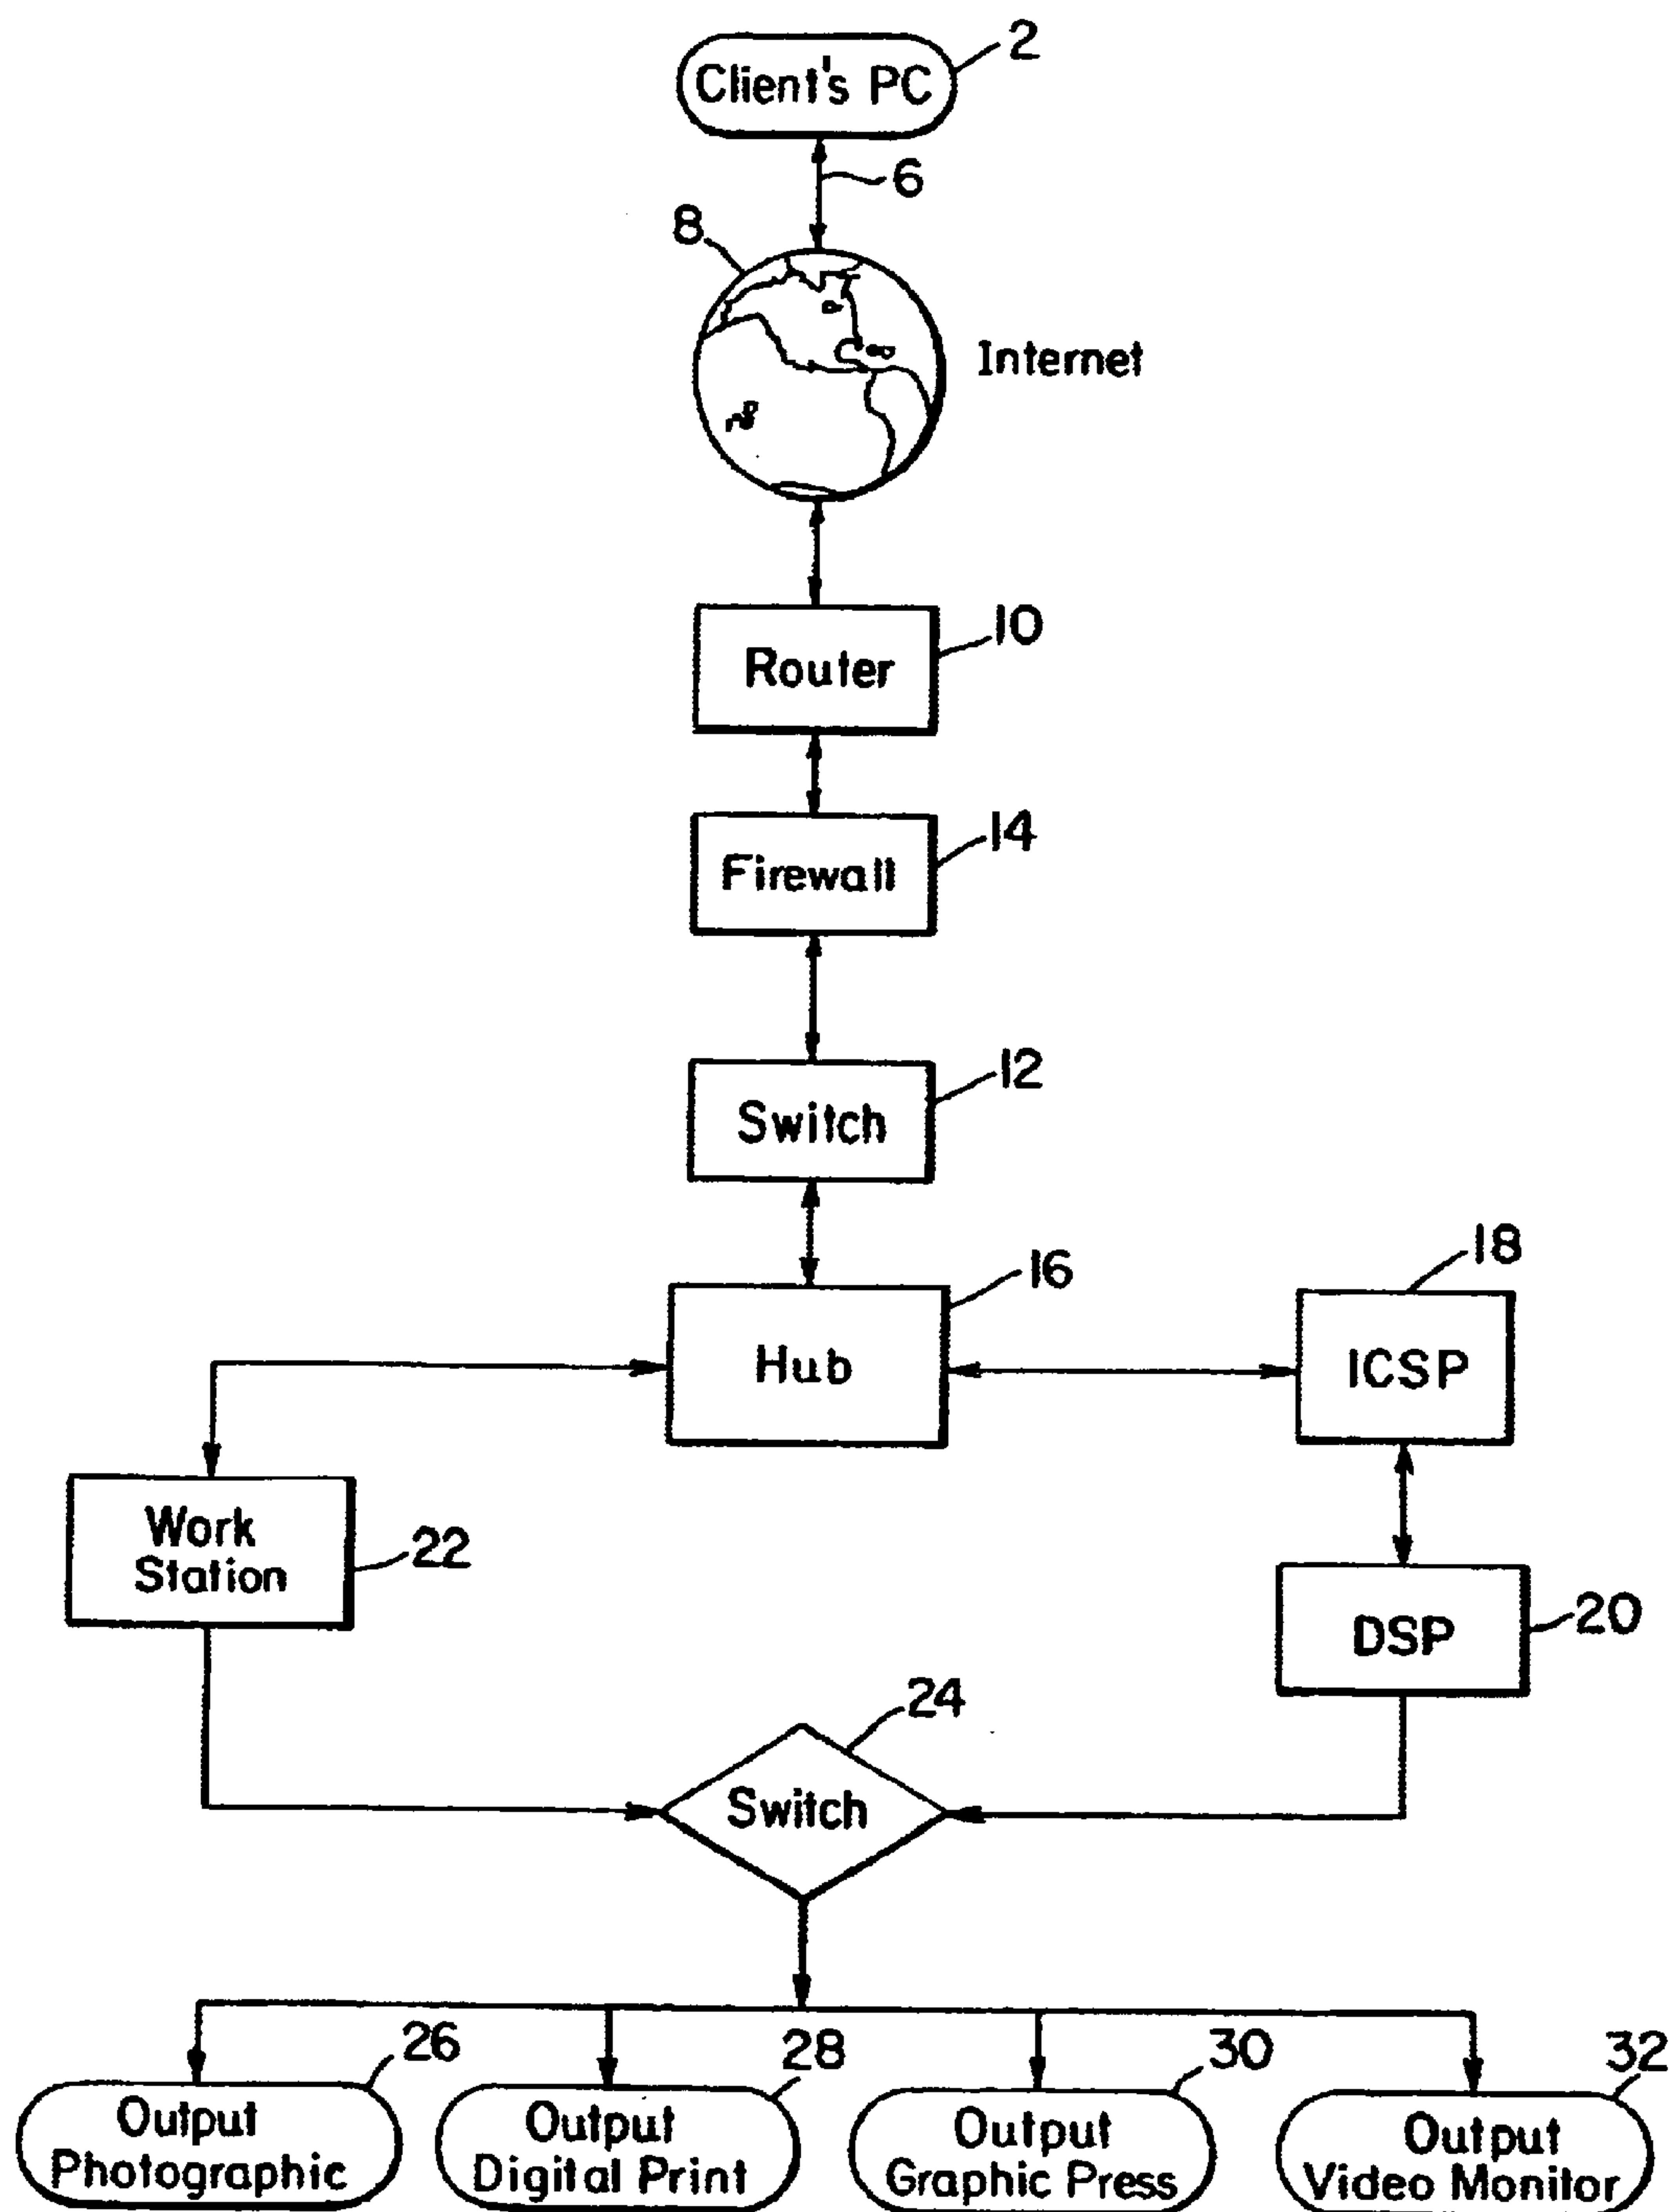 2
Client's PC
6
8
Internet
10
Router
14
Firewall
12
Switch
16
18
Hub
ICSP
Work
Station
22
20
DSP
24
Switch
26
28
30
32
Output
Photographic
Output
Digital Print
Output
Graphic Press
Output
Video Monitor